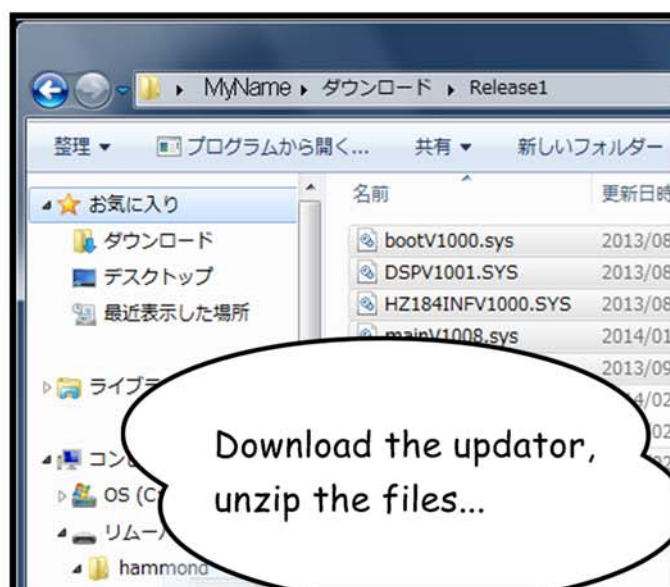 MyName ▸ ダウンロード ▸ Release1
整理 プログラムから開く... 共有 新しいフォルダー
お気に入り
ダウンロード
デスクトップ
最近表示した場所
OS (C
hammond
名前 更新日時
bootV1000.sys 2013/08
DSPV1001.SYS 2013/08
HZ184INFV1000.SYS 2013/08
mainV1008.sys 2014/01
2013/09
4/02
02
Download the updator,
unzip the files...